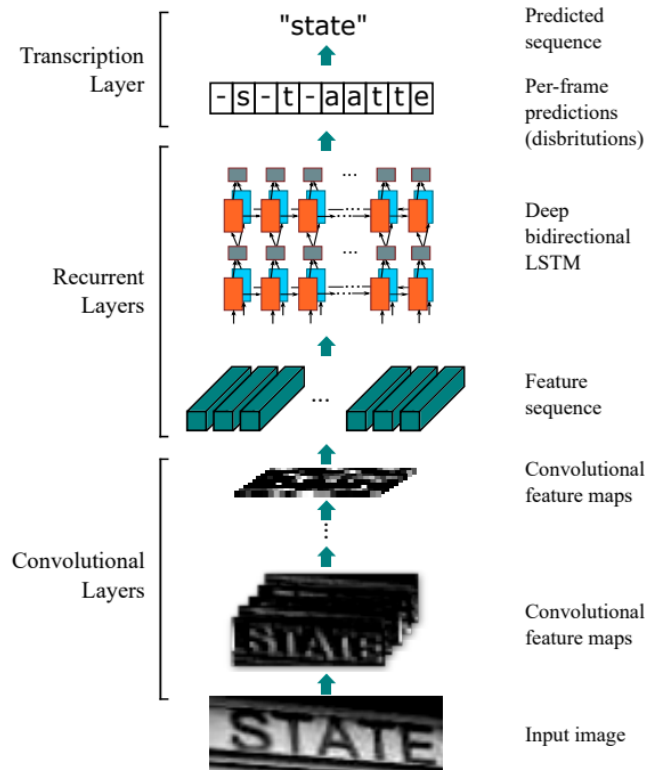 "state"
Predicted
sequence
Transcription
Layer
-s-t-aatte
Per-frame
predictions
(disbritutions)
Recurrent
Layers
...
...
Deep
bidirectional
LSTM
...
Feature
sequence
Convolutional
Layers
Convolutional
feature maps
STATE
Convolutional
feature maps
STATE
Input image